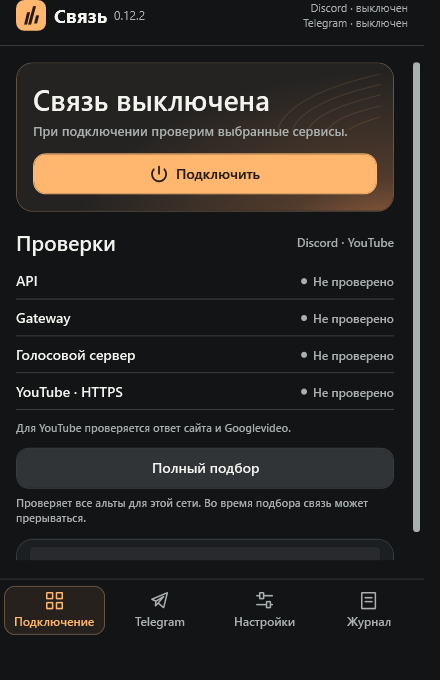 Связь 0.12.2
Discord · выключен
Telegram · выключен
Связь выключена
При подключении проверим выбранные сервисы.
Подключить
Проверки
Discord · YouTube
API
Не проверено
Gateway
Не проверено
Голосовой сервер
Не проверено
YouTube · HTTPS
Не проверено
Для YouTube проверяется ответ сайта и Googlevideo.
Полный подбор
Проверяет все альты для этой сети. Во время подбора связь может
прерываться.
Подключение
Telegram
Настройки
Журнал